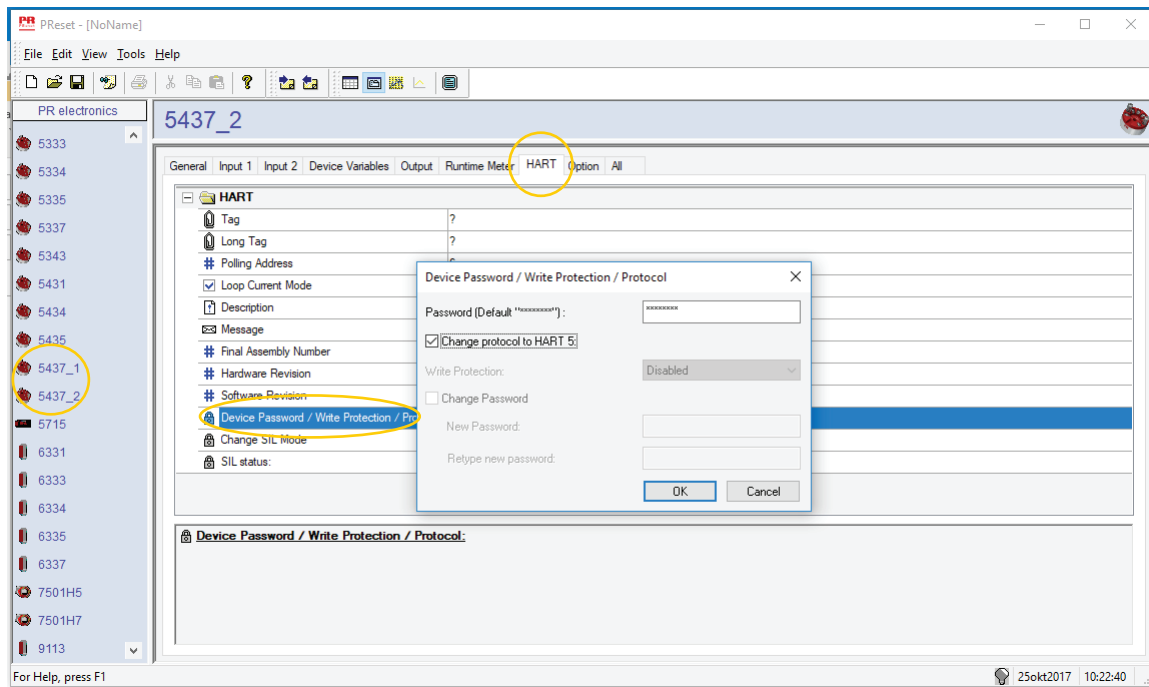 PR PReset - [NoName]
File Edit View Tools Help
PR electronics
5333
5334
5335
5337
5343
5431
5434
5435
5437_1
5437_2
5715
6331
6333
6334
6335
6337
7501H5
7501H7
9113
5437_2
General Input 1 Input 2 Device Variables Output Runtime Meter HART Option All
HART
Tag ?
Long Tag ?
# Polling Address
Loop Current Mode
Description
Message
# Final Assembly Number
# Hardware Revision
# Software Revision
Device Password / Write Protection / Pro
Change SIL Mode
SIL status:
Device Password / Write Protection / Protocol
Password (Default "********") : ********
Change protocol to HART 5:
Write Protection: Disabled
Change Password
New Password:
Retype new password:
OK Cancel
Device Password / Write Protection / Protocol:
For Help, press F1 25okt2017 10:22:40